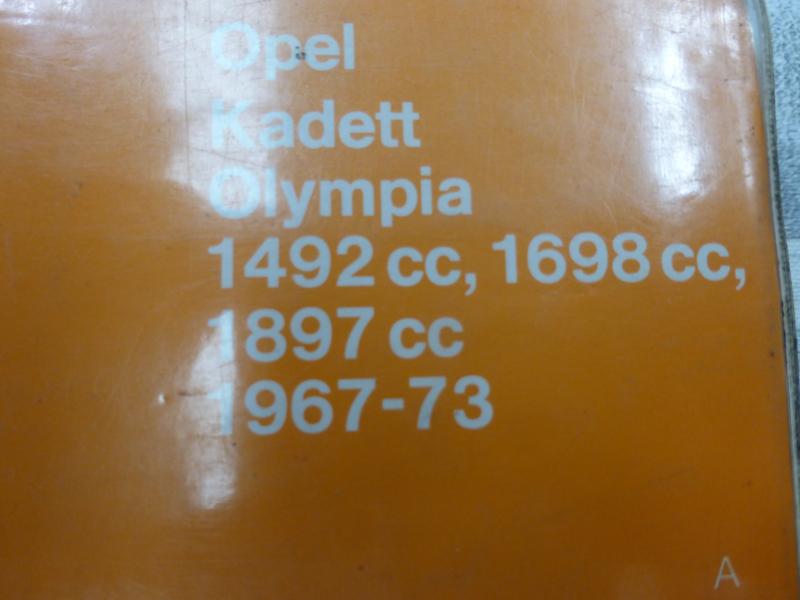 Opel
Kadett
Olympia
1492 cc, 1698 cc,
1897 cc
1967-73
A